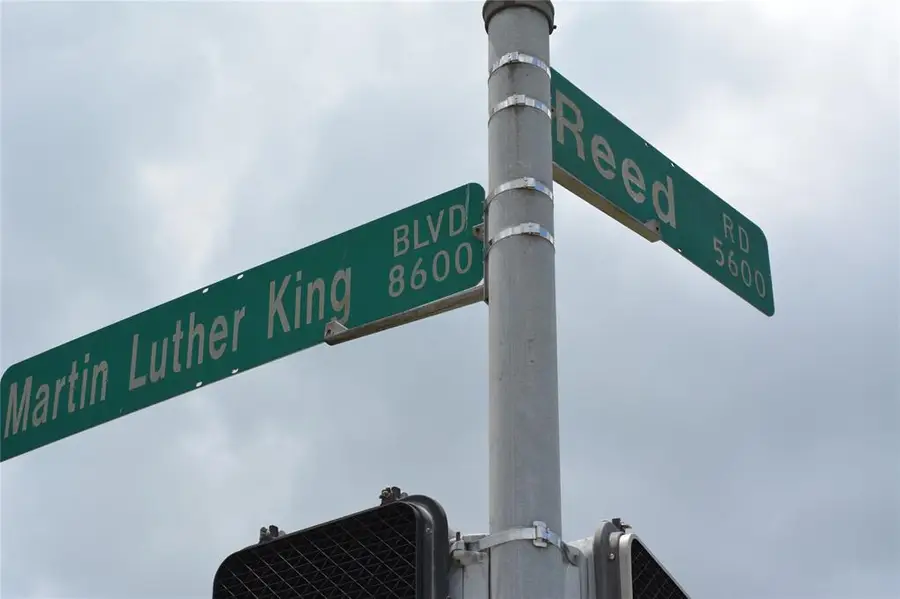 Martin Luther King BLVD
8600
Reed RD
5600